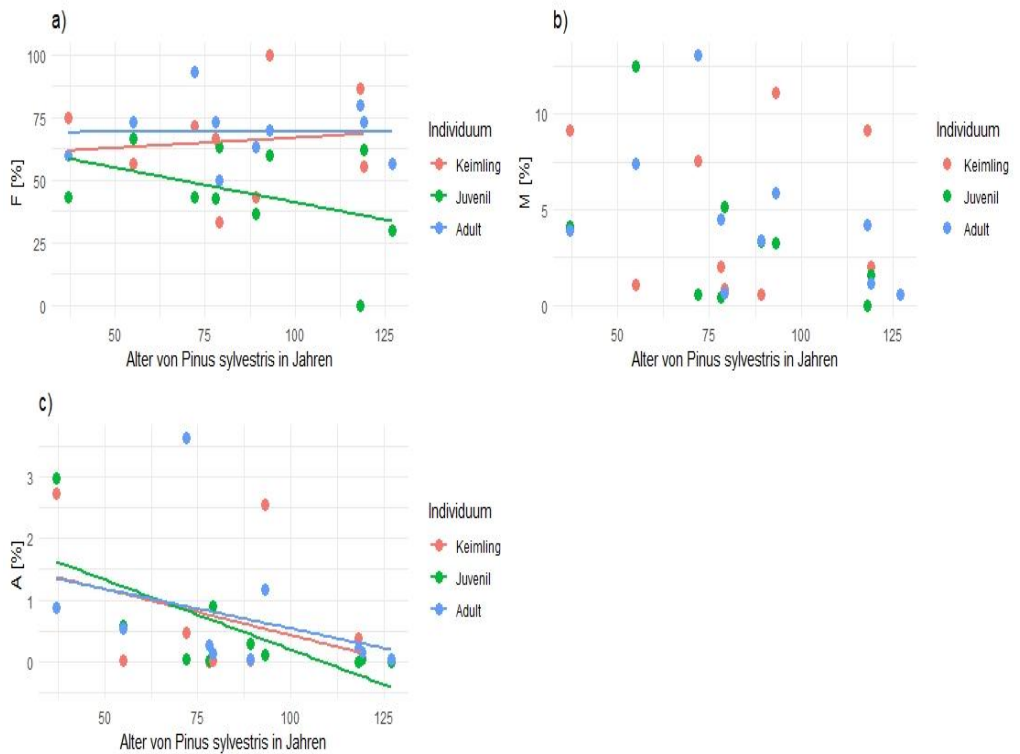 a)
100
75
50
25
0
F [%]
50
75
100
125
Alter von Pinus sylvestris in Jahren
Individuum
Keimling
Juvenil
Adult
b)
10
5
0
M [%]
50
75
100
125
Alter von Pinus sylvestris in Jahren
Individuum
Keimling
Juvenil
Adult
c)
3
2
1
0
A [%]
50
75
100
125
Alter von Pinus sylvestris in Jahren
Individuum
Keimling
Juvenil
Adult